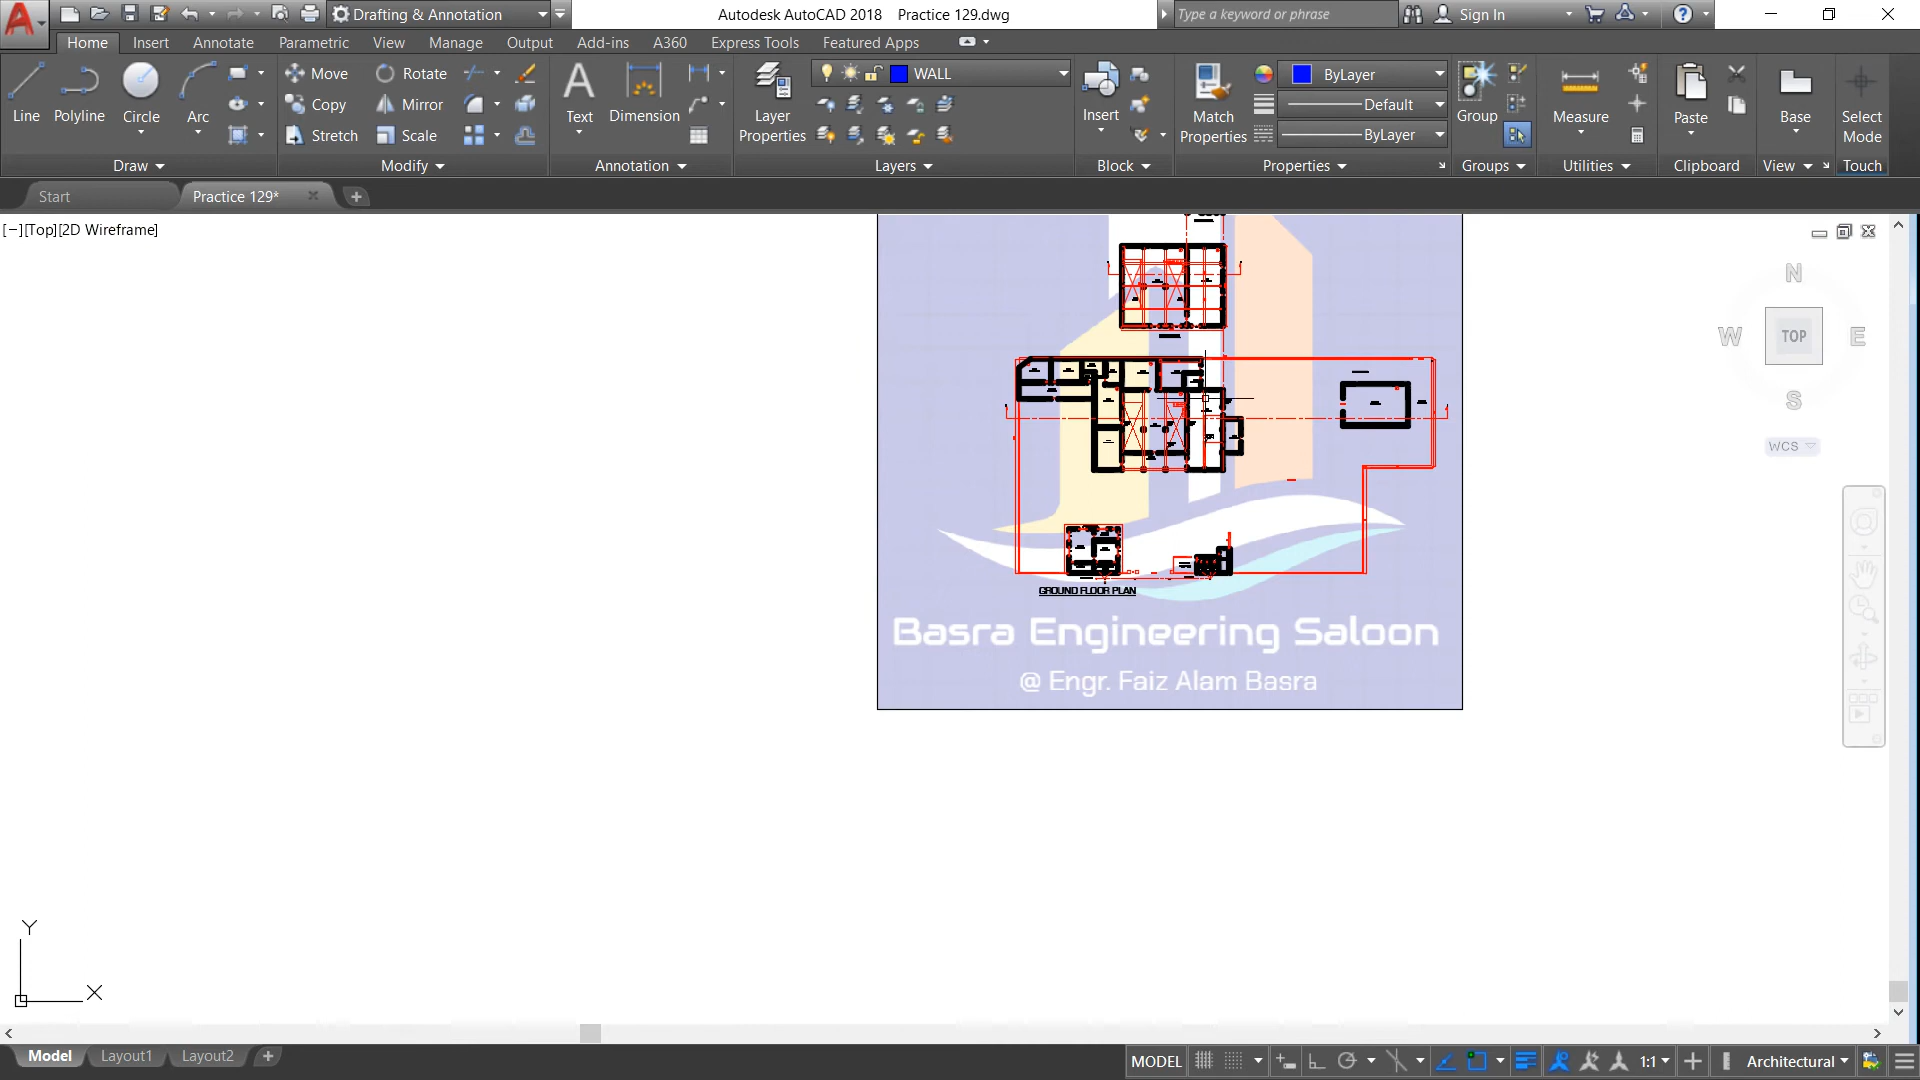 Drafting & Annotation
Autodesk AutoCAD 2018 Practice 129.dwg
Type a keyword or phrase
Sign In
Home Insert Annotate Parametric View Manage Output Add-ins A360 Express Tools Featured Apps
Line Polyline Circle Arc
Move Rotate
Copy Mirror
Stretch Scale
Text Dimension
Layer Properties
WALL
Insert
Match Properties
ByLayer
Default
ByLayer
Group
Measure
Paste
Base
Select Mode
Draw Modify Annotation Layers Block Properties Groups Utilities Clipboard View Touch
Start Practice 129*
[−][Top][2D Wireframe]
N
W TOP E
S
WCS
GROUND FLOOR PLAN
Basra Engineering Saloon
@ Engr. Faiz Alam Basra
Y
X
Model Layout1 Layout2
MODEL 1:1 Architectural